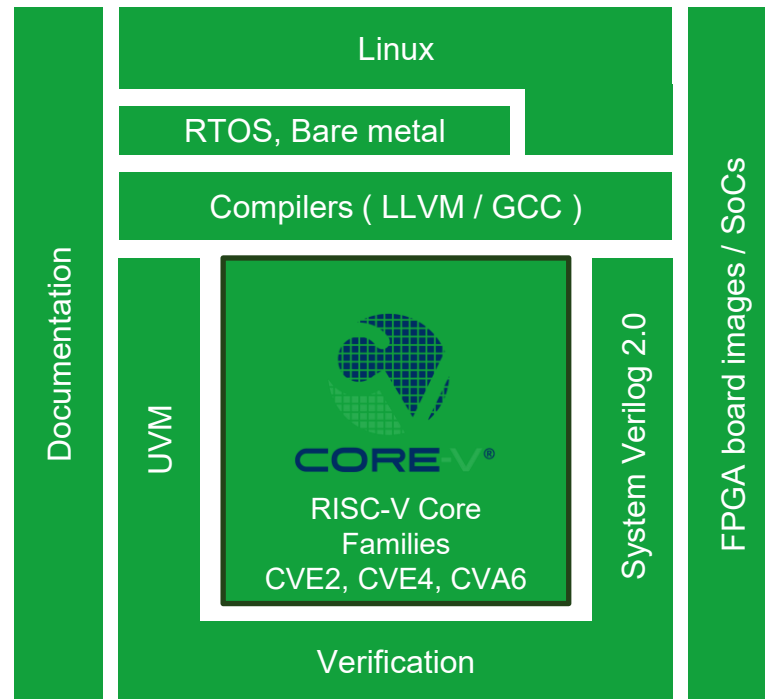 Linux
RTOS, Bare metal
Compilers ( LLVM / GCC )
Documentation
UVM
CORE-V®
RISC-V Core
Families
CVE2, CVE4, CVA6
System Verilog 2.0
FPGA board images / SoCs
Verification